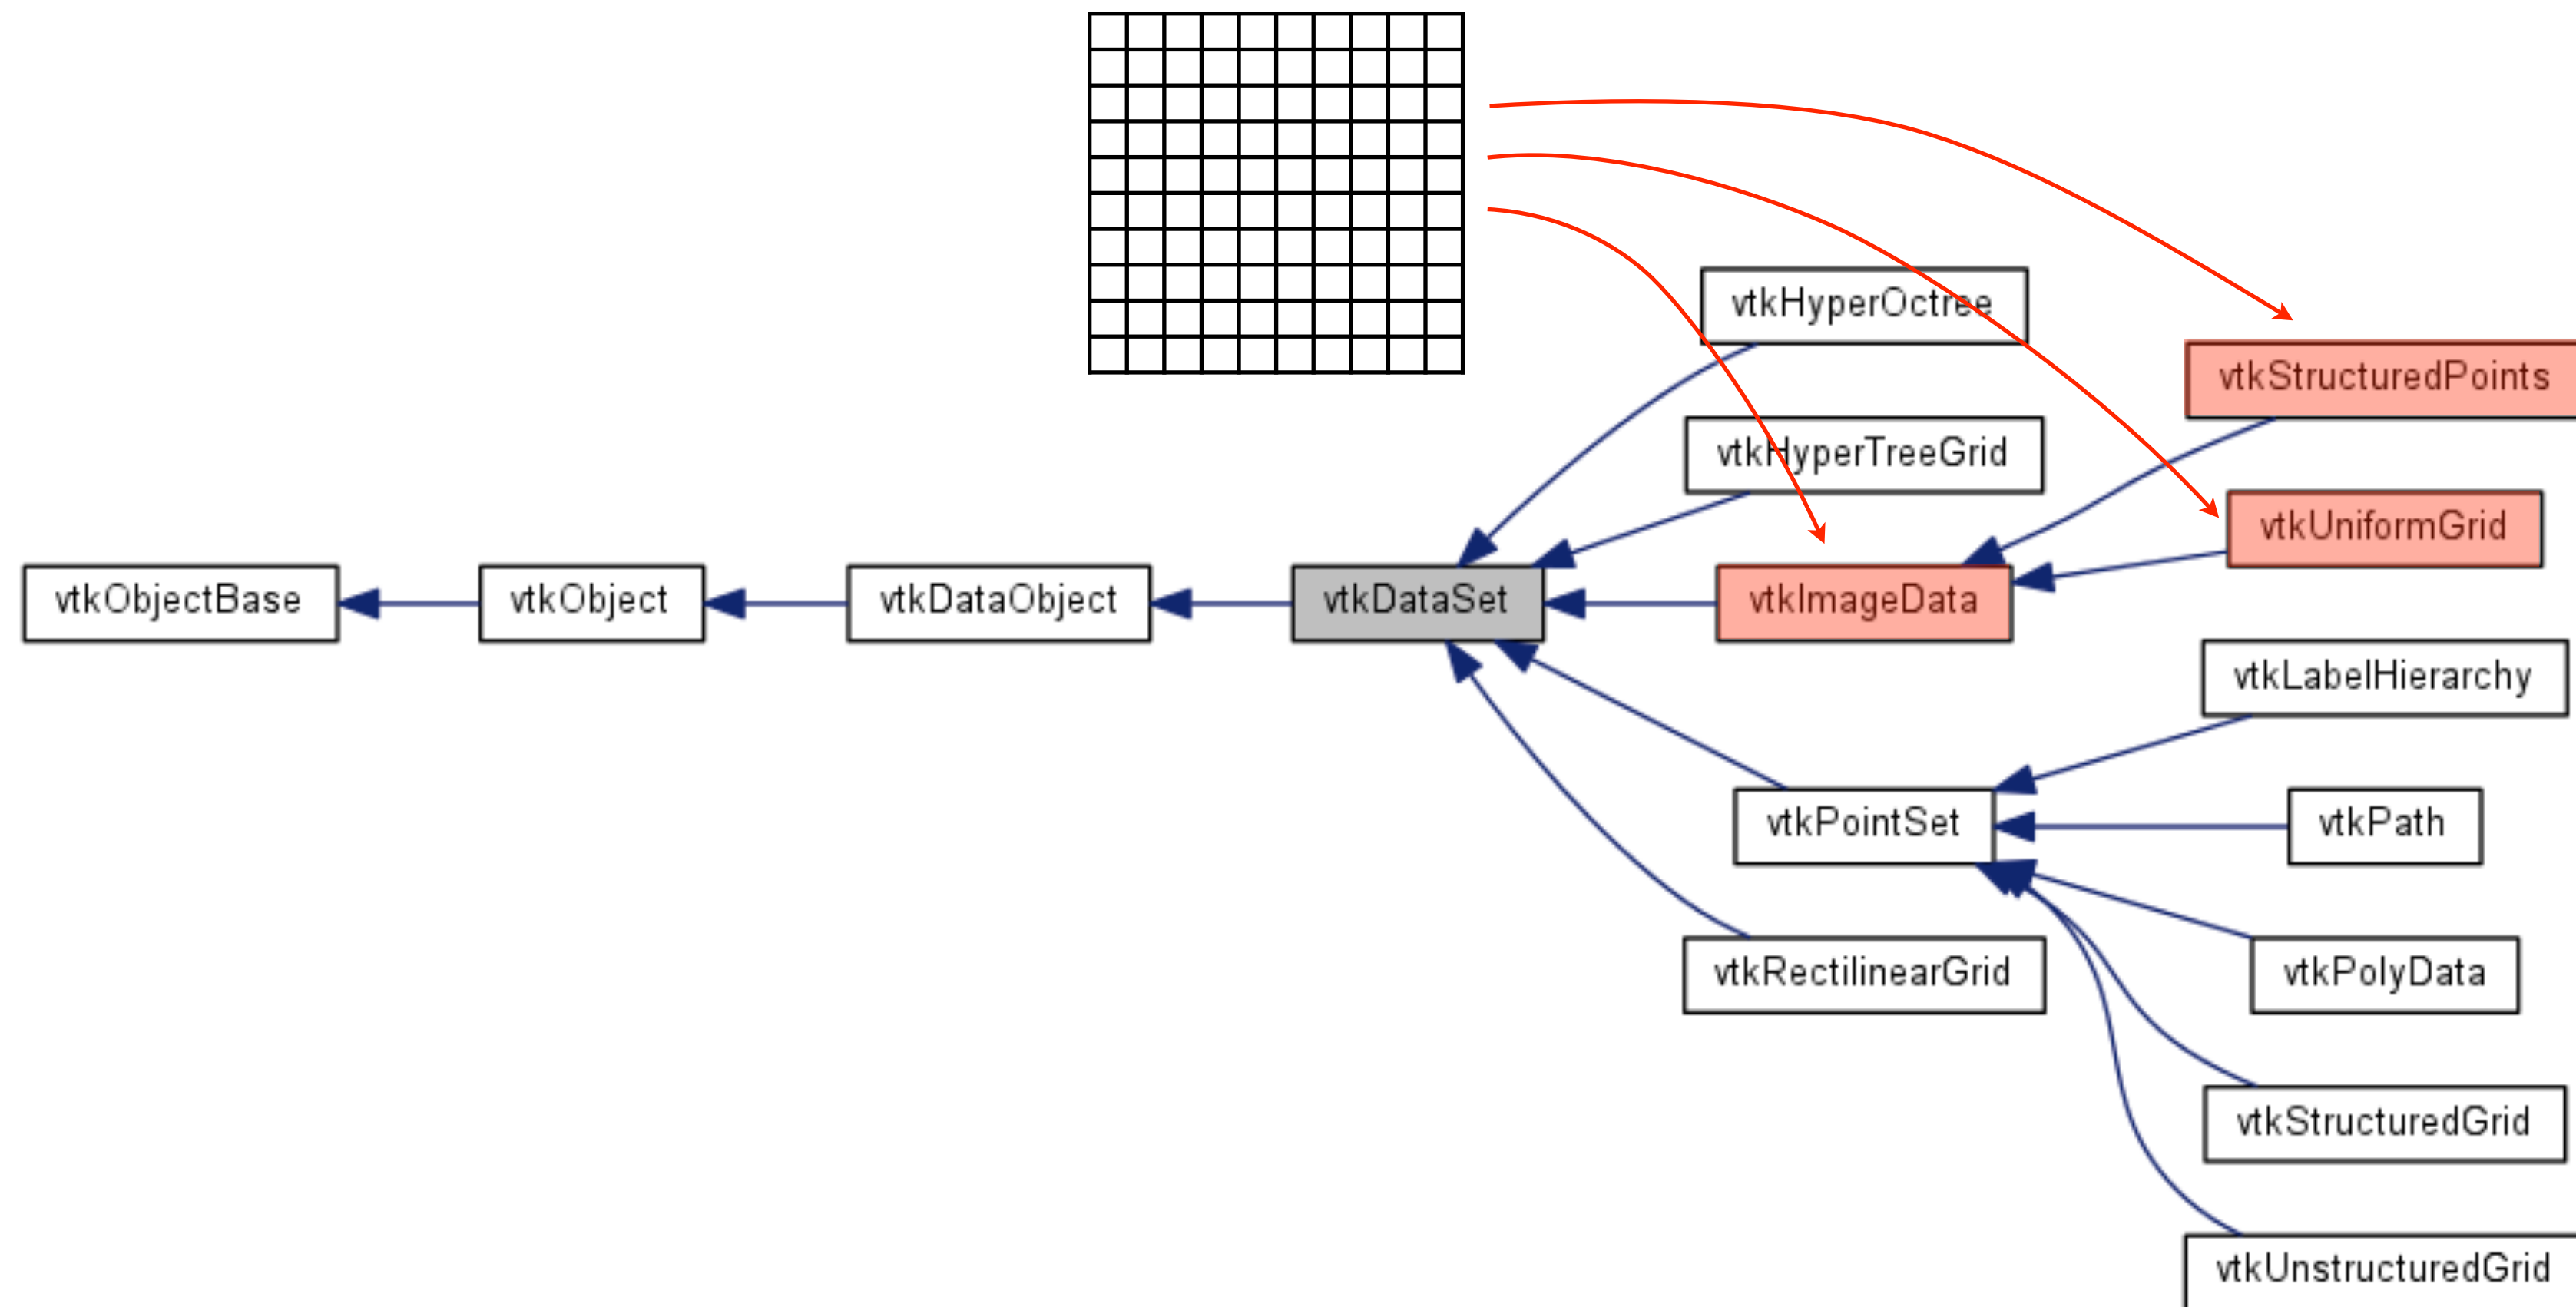 vtkHyperOctree
vtkStructuredPoints
vtkHyperTreeGrid
vtkUniformGrid
vtkObjectBase
vtkObject
vtkDataObject
vtkDataSet
vtkImageData
vtkLabelHierarchy
vtkPointSet
vtkPath
vtkRectilinearGrid
vtkPolyData
vtkStructuredGrid
vtkUnstructuredGrid